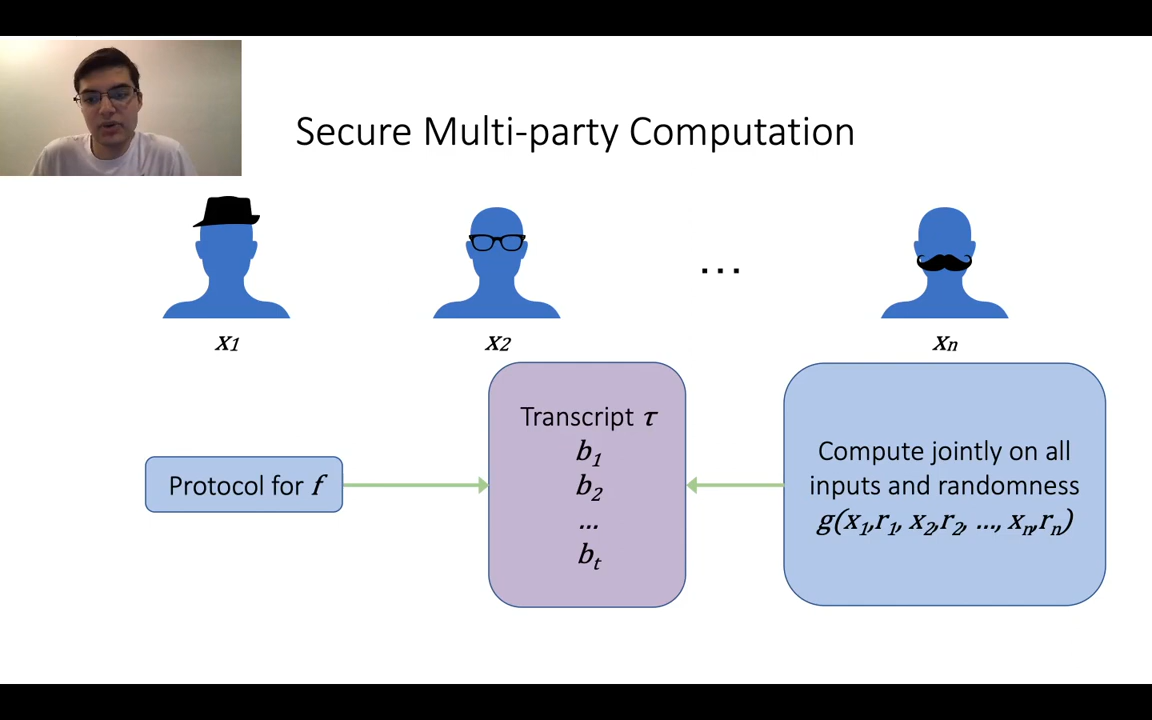 Secure Multi-party Computation
...
x1
x2
xn
Transcript τ
b1
b2
...
bt
Protocol for f
Compute jointly on all
inputs and randomness
g(x1,r1, x2,r2, ..., xn,rn)